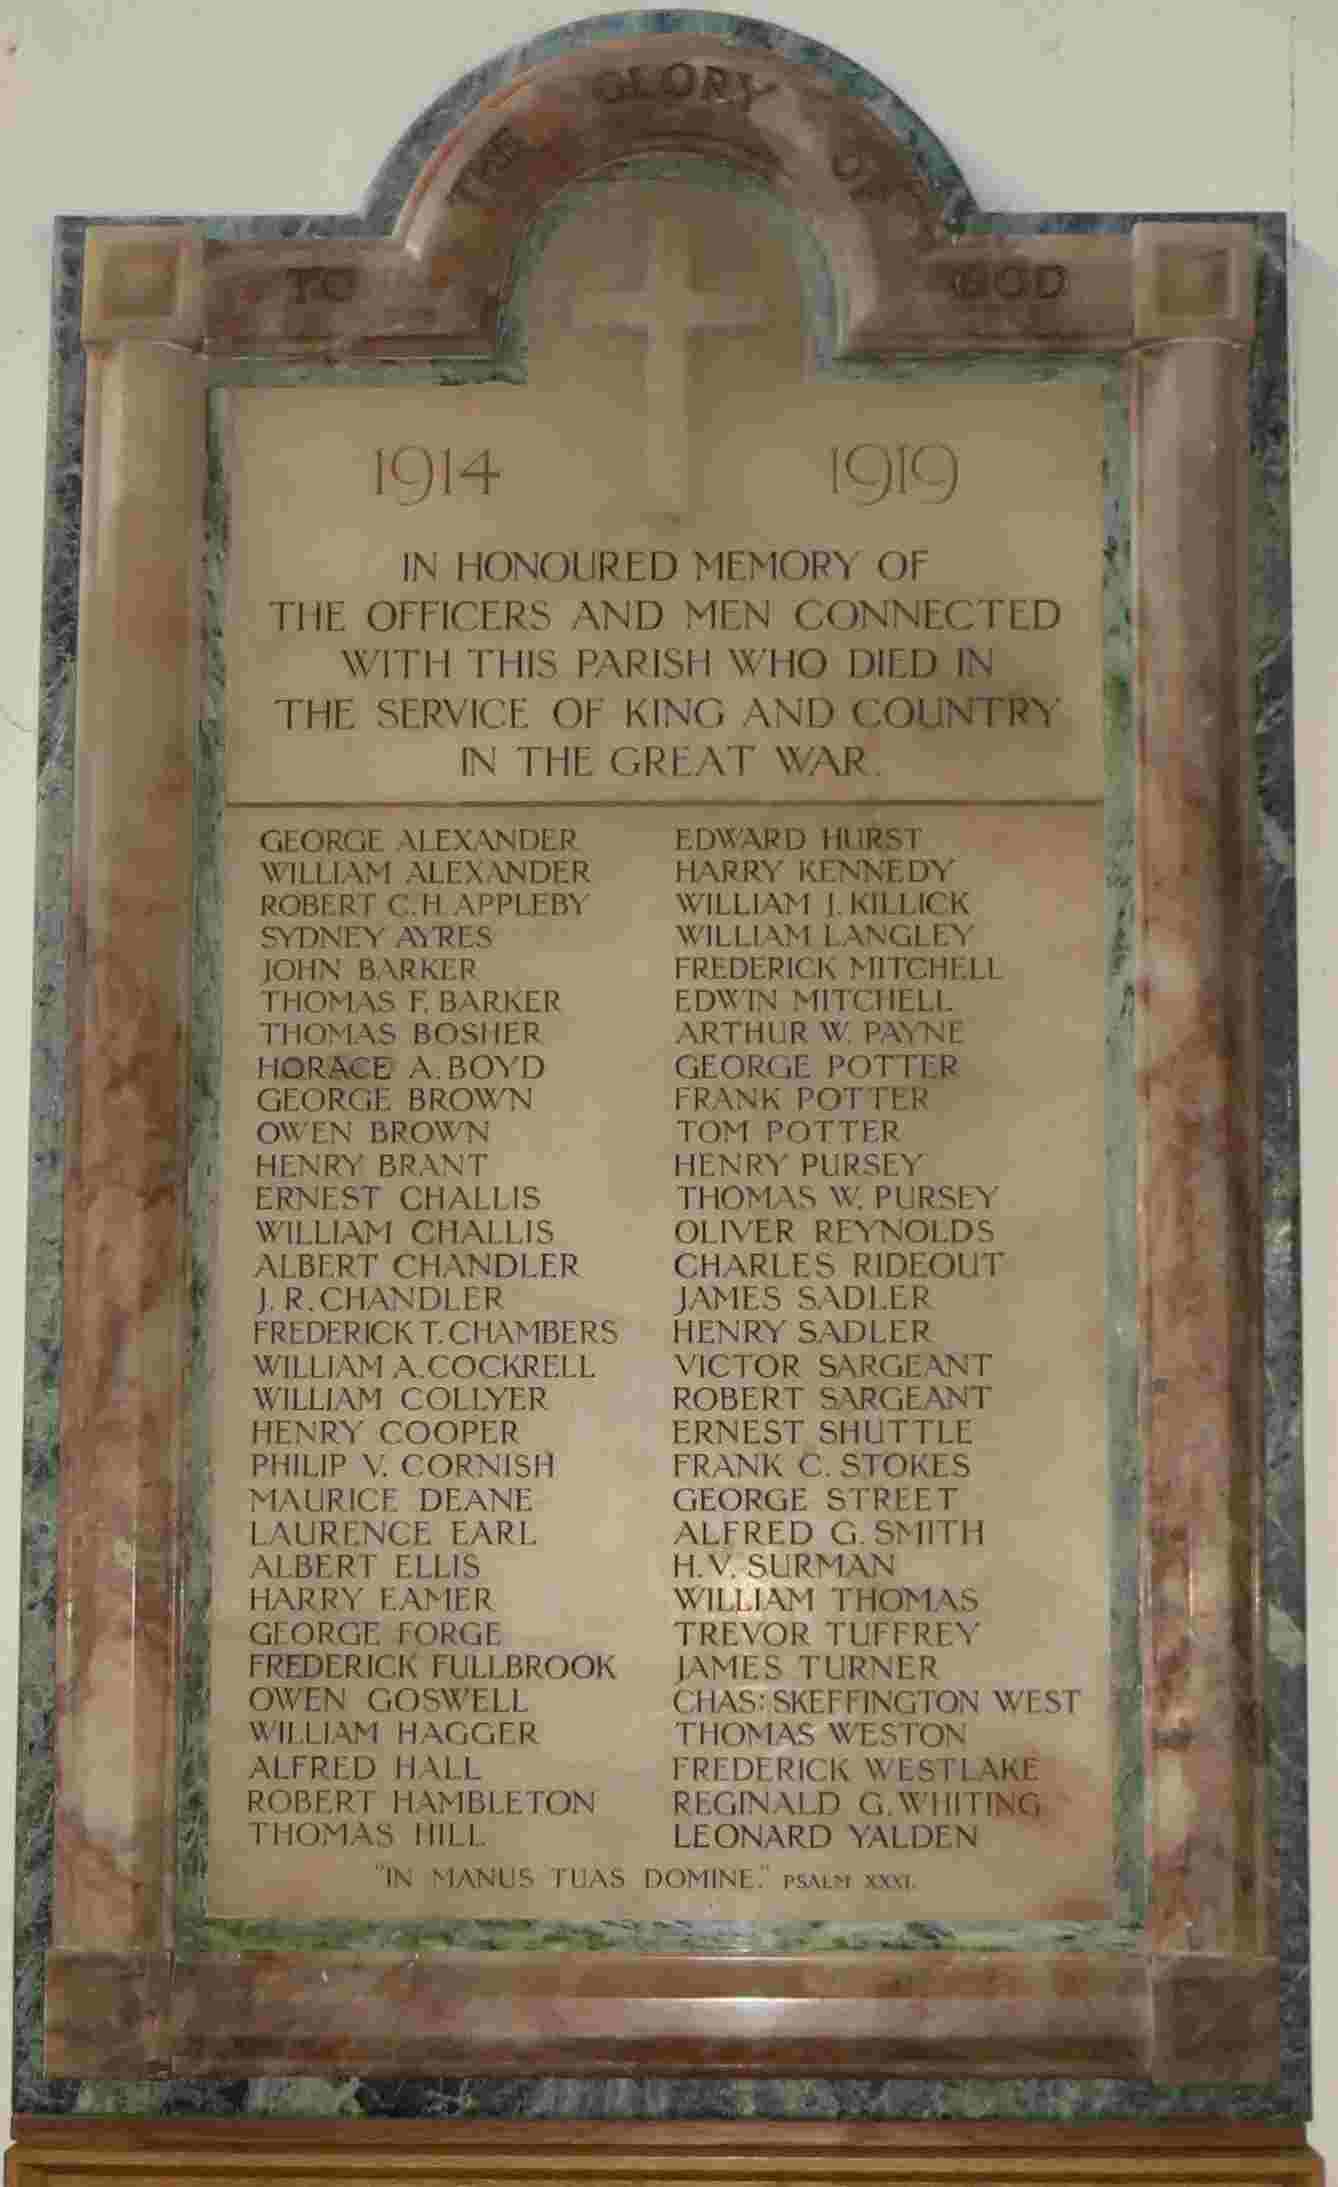 TO THE GLORY OF GOD
1914 1919
IN HONOURED MEMORY OF
THE OFFICERS AND MEN CONNECTED
WITH THIS PARISH WHO DIED IN
THE SERVICE OF KING AND COUNTRY
IN THE GREAT WAR.
GEORGE ALEXANDER
WILLIAM ALEXANDER
ROBERT C. H. APPLEBY
SYDNEY AYRES
JOHN BARKER
THOMAS F. BARKER
THOMAS BOSHER
HORACE A. BOYD
GEORGE BROWN
OWEN BROWN
HENRY BRANT
ERNEST CHALLIS
WILLIAM CHALLIS
ALBERT CHANDLER
J. R. CHANDLER
FREDERICK T. CHAMBERS
WILLIAM A. COCKRELL
WILLIAM COLLYER
HENRY COOPER
PHILIP V. CORNISH
MAURICE DEANE
LAURENCE EARL
ALBERT ELLIS
HARRY EAMER
GEORGE FORGE
FREDERICK FULLBROOK
OWEN GOSWELL
WILLIAM HAGGER
ALFRED HALL
ROBERT HAMBLETON
THOMAS HILL
EDWARD HURST
HARRY KENNEDY
WILLIAM J. KILLICK
WILLIAM LANGLEY
FREDERICK MITCHELL
EDWIN MITCHELL
ARTHUR W. PAYNE
GEORGE POTTER
FRANK POTTER
TOM POTTER
HENRY PURSEY
THOMAS W. PURSEY
OLIVER REYNOLDS
CHARLES RIDEOUT
JAMES SADLER
HENRY SADLER
VICTOR SARGEANT
ROBERT SARGEANT
ERNEST SHUTTLE
FRANK C. STOKES
GEORGE STREET
ALFRED G. SMITH
H. V. SURMAN
WILLIAM THOMAS
TREVOR TUFFREY
JAMES TURNER
CHAS: SKEFFINGTON WEST
THOMAS WESTON
FREDERICK WESTLAKE
REGINALD G. WHITING
LEONARD YALDEN
"IN MANUS TUAS DOMINE." PSALM XXXI.